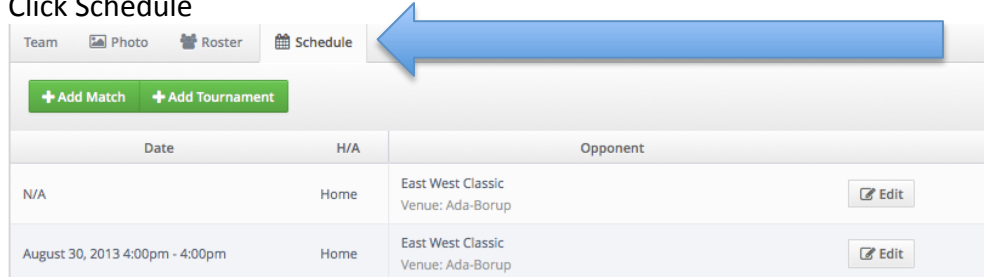 Click Schedule
Team Photo Roster Schedule
+ Add Match + Add Tournament
Date H/A Opponent
N/A Home East West Classic Edit
Venue: Ada-Borup
August 30, 2013 4:00pm - 4:00pm Home East West Classic Edit
Venue: Ada-Borup